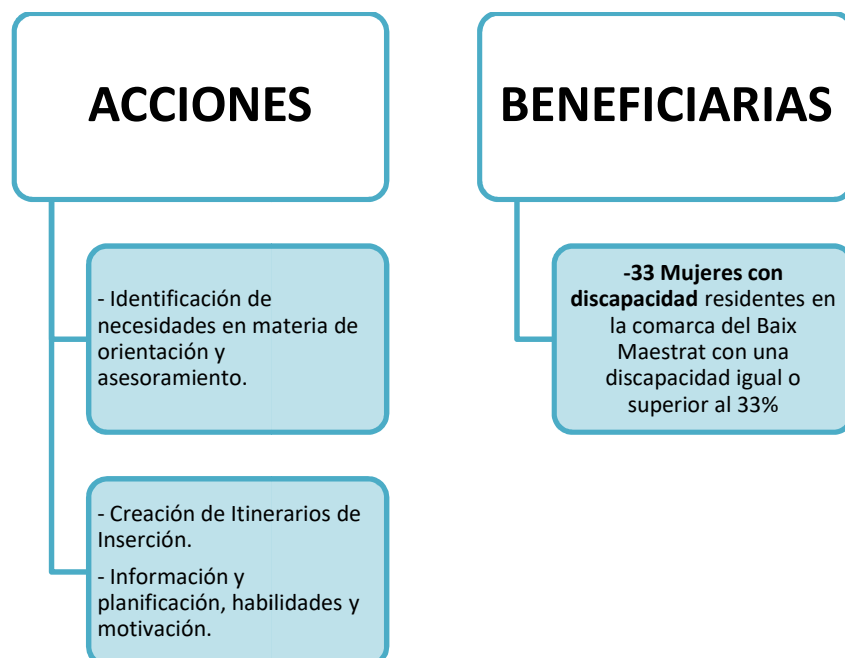 ACCIONES
- Identificación de
necesidades en materia de
orientación y
asesoramiento.
- Creación de Itinerarios de
Inserción.
- Información y
planificación, habilidades y
motivación.
BENEFICIARIAS
-33 Mujeres con
discapacidad residentes en
la comarca del Baix
Maestrat con una
discapacidad igual o
superior al 33%